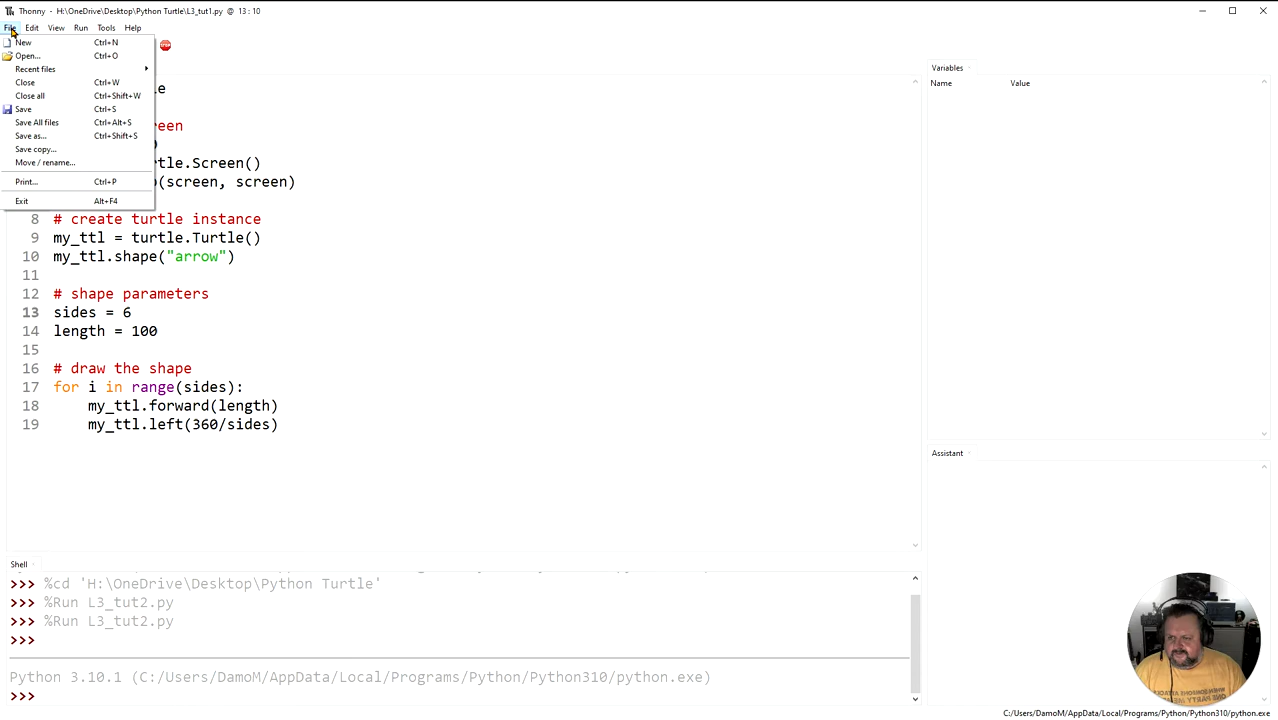 Thonny - H:\OneDrive\Desktop\Python Turtle\L3_tut1.py @ 13 : 10
File Edit View Run Tools Help
New Ctrl+N
Open... Ctrl+O
Recent files
Close Ctrl+W
Close all Ctrl+Shift+W
Save Ctrl+S
Save All files Ctrl+Alt+S
Save as... Ctrl+Shift+S
Save copy...
Move / rename...
Print... Ctrl+P
Exit Alt+F4
le
reen
)
rtle.Screen()
(screen, screen)
8 # create turtle instance
9 my_ttl = turtle.Turtle()
10 my_ttl.shape("arrow")
11
12 # shape parameters
13 sides = 6
14 length = 100
15
16 # draw the shape
17 for i in range(sides):
18 my_ttl.forward(length)
19 my_ttl.left(360/sides)
Variables
Name Value
Assistant
Shell
>>> %cd 'H:\OneDrive\Desktop\Python Turtle'
>>> %Run L3_tut2.py
>>> %Run L3_tut2.py
>>>
Python 3.10.1 (C:/Users/DamoM/AppData/Local/Programs/Python/Python310/python.exe)
>>>
C:/Users/DamoM/AppData/Local/Programs/Python/Python310/python.exe